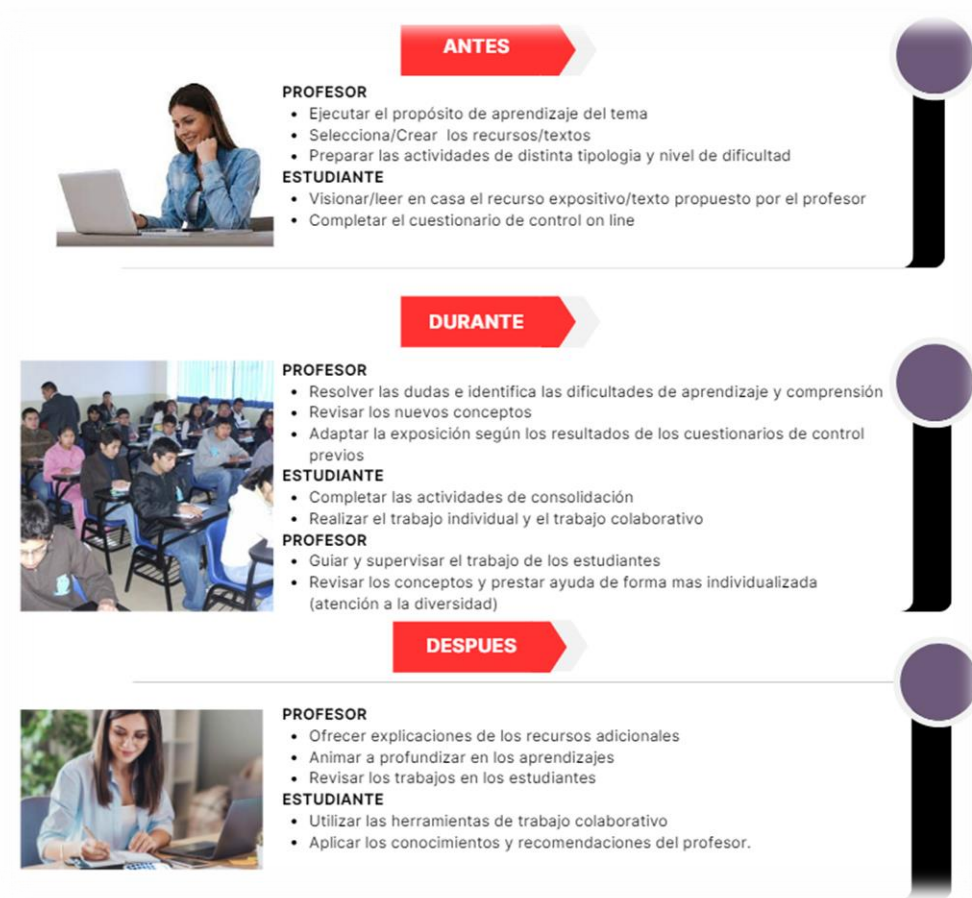 ANTES
PROFESOR
• Ejecutar el propósito de aprendizaje del tema
• Selecciona/Crear los recursos/textos
• Preparar las actividades de distinta tipologia y nivel de dificultad
ESTUDIANTE
• Visionar/leer en casa el recurso expositivo/texto propuesto por el profesor
• Completar el cuestionario de control on line
DURANTE
PROFESOR
• Resolver las dudas e identifica las dificultades de aprendizaje y comprensión
• Revisar los nuevos conceptos
• Adaptar la exposición según los resultados de los cuestionarios de control
previos
ESTUDIANTE
• Completar las actividades de consolidación
• Realizar el trabajo individual y el trabajo colaborativo
PROFESOR
• Guiar y supervisar el trabajo de los estudiantes
• Revisar los conceptos y prestar ayuda de forma mas individualizada
(atención a la diversidad)
DESPUES
PROFESOR
• Ofrecer explicaciones de los recursos adicionales
• Animar a profundizar en los aprendizajes
• Revisar los trabajos en los estudiantes
ESTUDIANTE
• Utilizar las herramientas de trabajo colaborativo
• Aplicar los conocimientos y recomendaciones del profesor.